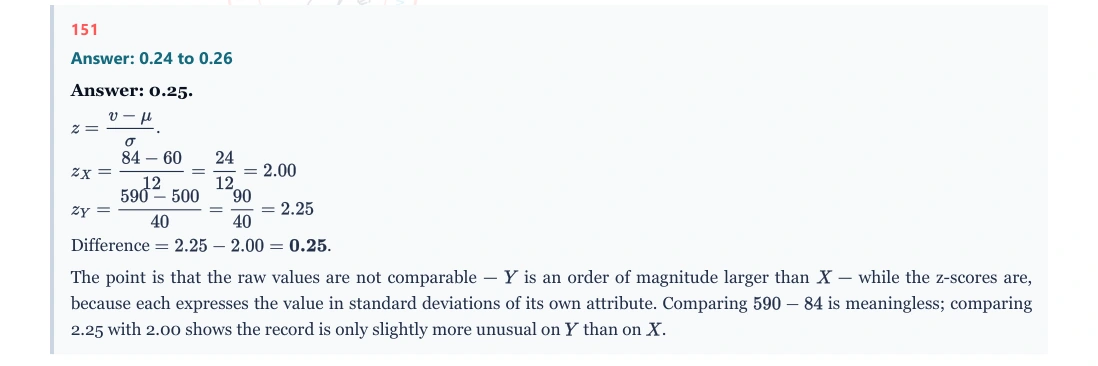 151
Answer: 0.24 to 0.26
Answer: 0.25.
z = (v − μ)/σ.
z_X = (84 − 60)/12 = 24/12 = 2.00
z_Y = (590 − 500)/40 = 90/40 = 2.25
Difference = 2.25 − 2.00 = 0.25.
The point is that the raw values are not comparable — Y is an order of magnitude larger than X — while the z-scores are,
because each expresses the value in standard deviations of its own attribute. Comparing 590 − 84 is meaningless; comparing
2.25 with 2.00 shows the record is only slightly more unusual on Y than on X.